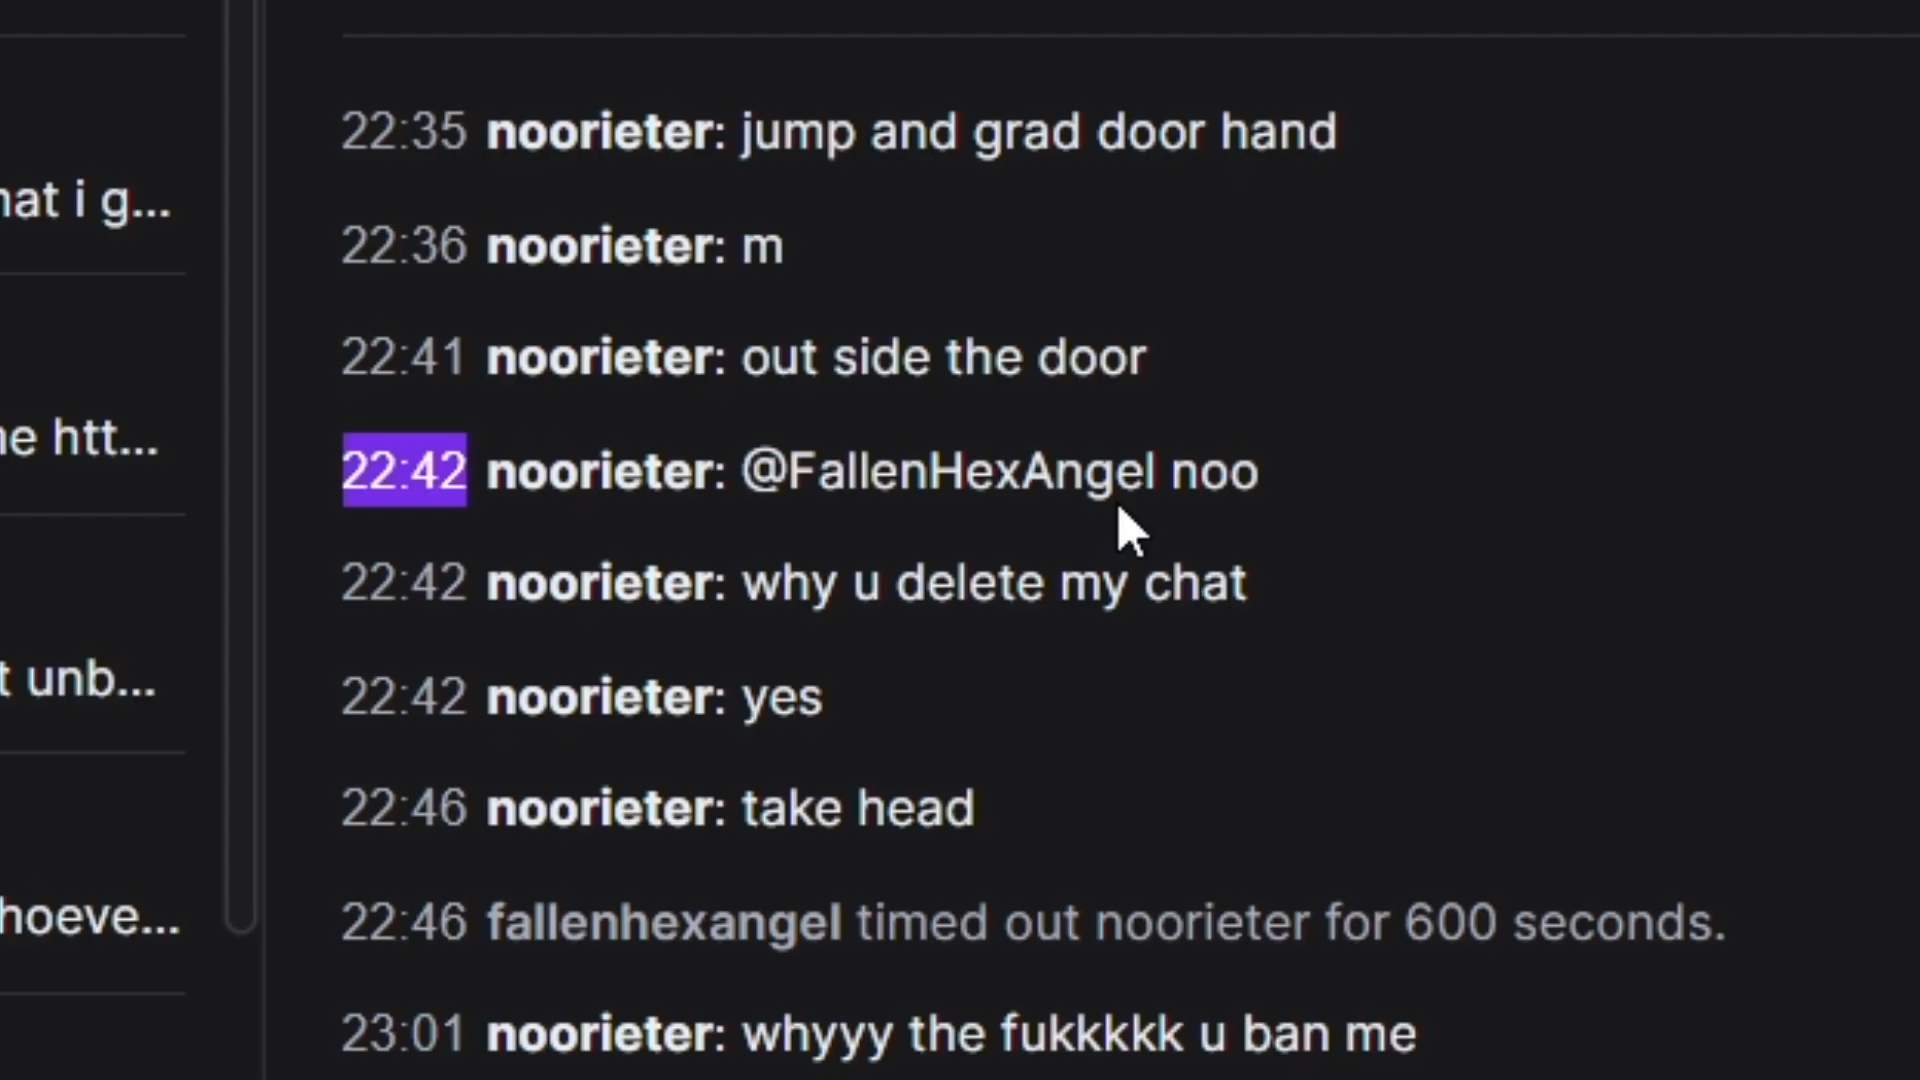 hat i g...
he htt...
t unb...
hoeve...
22:35 noorieter: jump and grad door hand
22:36 noorieter: m
22:41 noorieter: out side the door
22:42 noorieter: @FallenHexAngel noo
22:42 noorieter: why u delete my chat
22:42 noorieter: yes
22:46 noorieter: take head
22:46 fallenhexangel timed out noorieter for 600 seconds.
23:01 noorieter: whyyy the fukkkkk u ban me